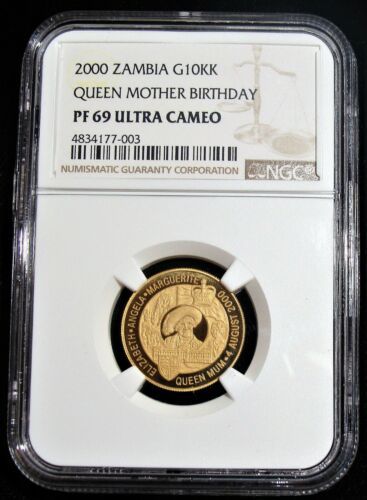 2000 ZAMBIA G10KK
QUEEN MOTHER BIRTHDAY
PF 69 ULTRA CAMEO
4834177-003
NUMISMATIC GUARANTY CORPORATION
NGC
ELIZABETH • ANGELA • MARGUERITE
QUEEN MUM • 4 AUGUST 2000